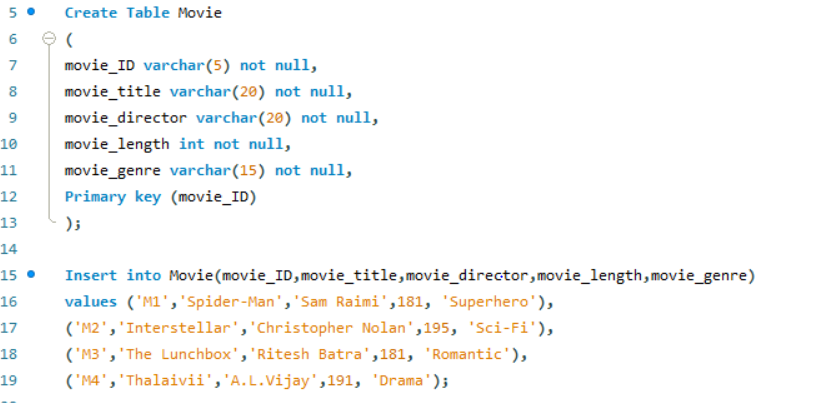 5 Create Table Movie
6 (
7 movie_ID varchar(5) not null,
8 movie_title varchar(20) not null,
9 movie_director varchar(20) not null,
10 movie_length int not null,
11 movie_genre varchar(15) not null,
12 Primary key (movie_ID)
13 );
14
15 Insert into Movie(movie_ID,movie_title,movie_director,movie_length,movie_genre)
16 values ('M1','Spider-Man','Sam Raimi',181, 'Superhero'),
17 ('M2','Interstellar','Christopher Nolan',195, 'Sci-Fi'),
18 ('M3','The Lunchbox','Ritesh Batra',181, 'Romantic'),
19 ('M4','Thalaivii','A.L.Vijay',191, 'Drama');